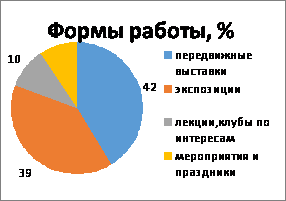 Формы работы, %
10
42
39
передвижные
выставки
экспозиции
лекции,клубы по
интересам
мероприятия и
праздники